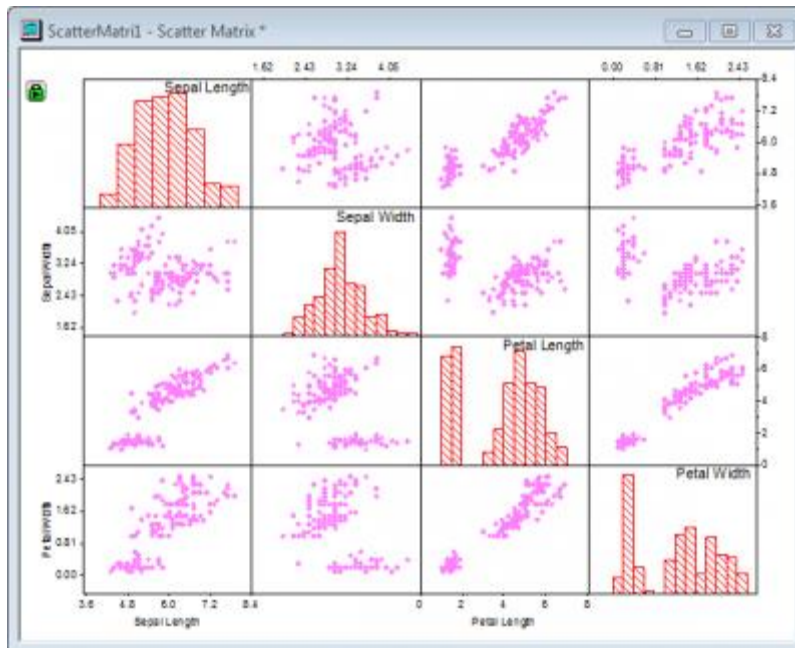 ScatterMatri1 - Scatter Matrix *
1.62 2.43 3.24 4.05 0.00 0.81 1.62 2.43
Sepal Length
8.4
7.2
6.0
4.8
3.6
Sepal Width
Sepal Width
4.05
3.24
2.43
1.62
Petal Length
8
6
4
2
0
Petal Width
Petal Width
2.43
1.62
0.81
0.00
3.6 4.8 6.0 7.2 8.4 0 2 4 6 8
Sepal Length Petal Length